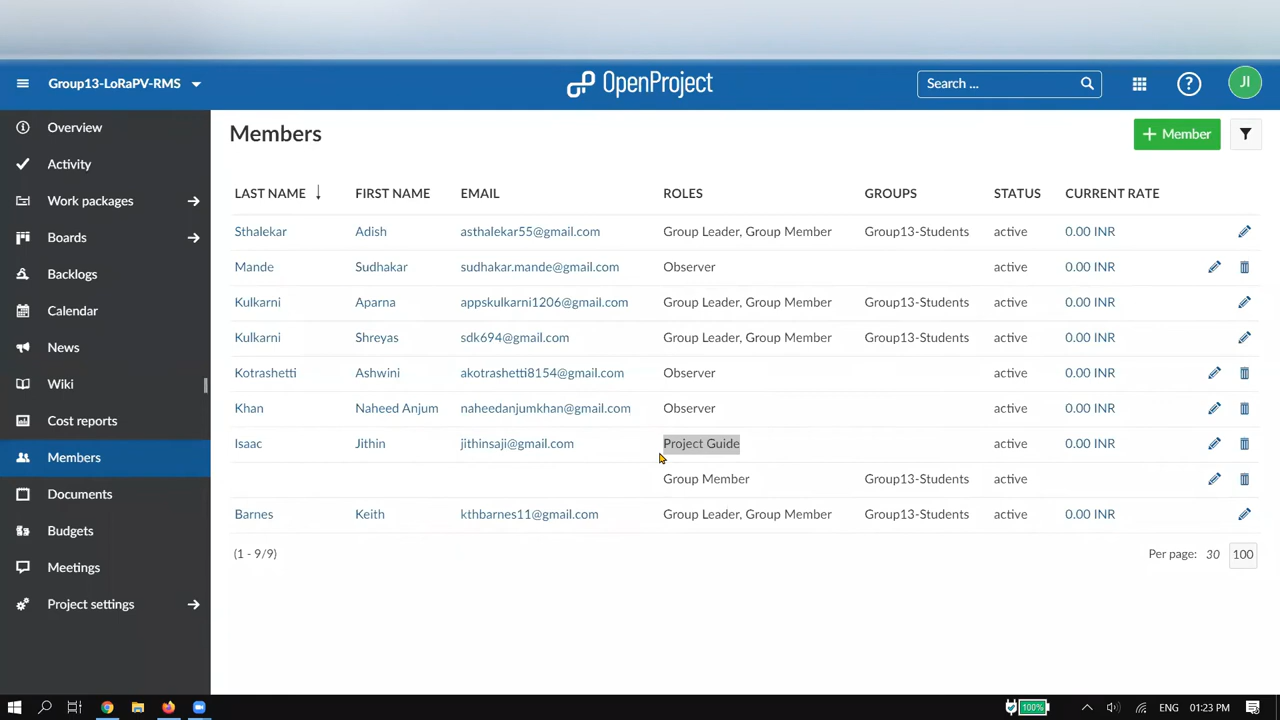 Group13-LoRaPV-RMS
OpenProject
Search ...
?
JI
Overview
Activity
Work packages
Boards
Backlogs
Calendar
News
Wiki
Cost reports
Members
Documents
Budgets
Meetings
Project settings
Members
+ Member
LAST NAME FIRST NAME EMAIL ROLES GROUPS STATUS CURRENT RATE
Sthalekar Adish asthalekar55@gmail.com Group Leader, Group Member Group13-Students active 0.00 INR
Mande Sudhakar sudhakar.mande@gmail.com Observer active 0.00 INR
Kulkarni Aparna appskulkarni1206@gmail.com Group Leader, Group Member Group13-Students active 0.00 INR
Kulkarni Shreyas sdk694@gmail.com Group Leader, Group Member Group13-Students active 0.00 INR
Kotrashetti Ashwini akotrashetti8154@gmail.com Observer active 0.00 INR
Khan Naheed Anjum naheedanjumkhan@gmail.com Observer active 0.00 INR
Isaac Jithin jithinsaji@gmail.com Project Guide active 0.00 INR
Group Member Group13-Students active
Barnes Keith kthbarnes11@gmail.com Group Leader, Group Member Group13-Students active 0.00 INR
(1 - 9/9)
Per page: 30 100
100% ENG 01:23 PM